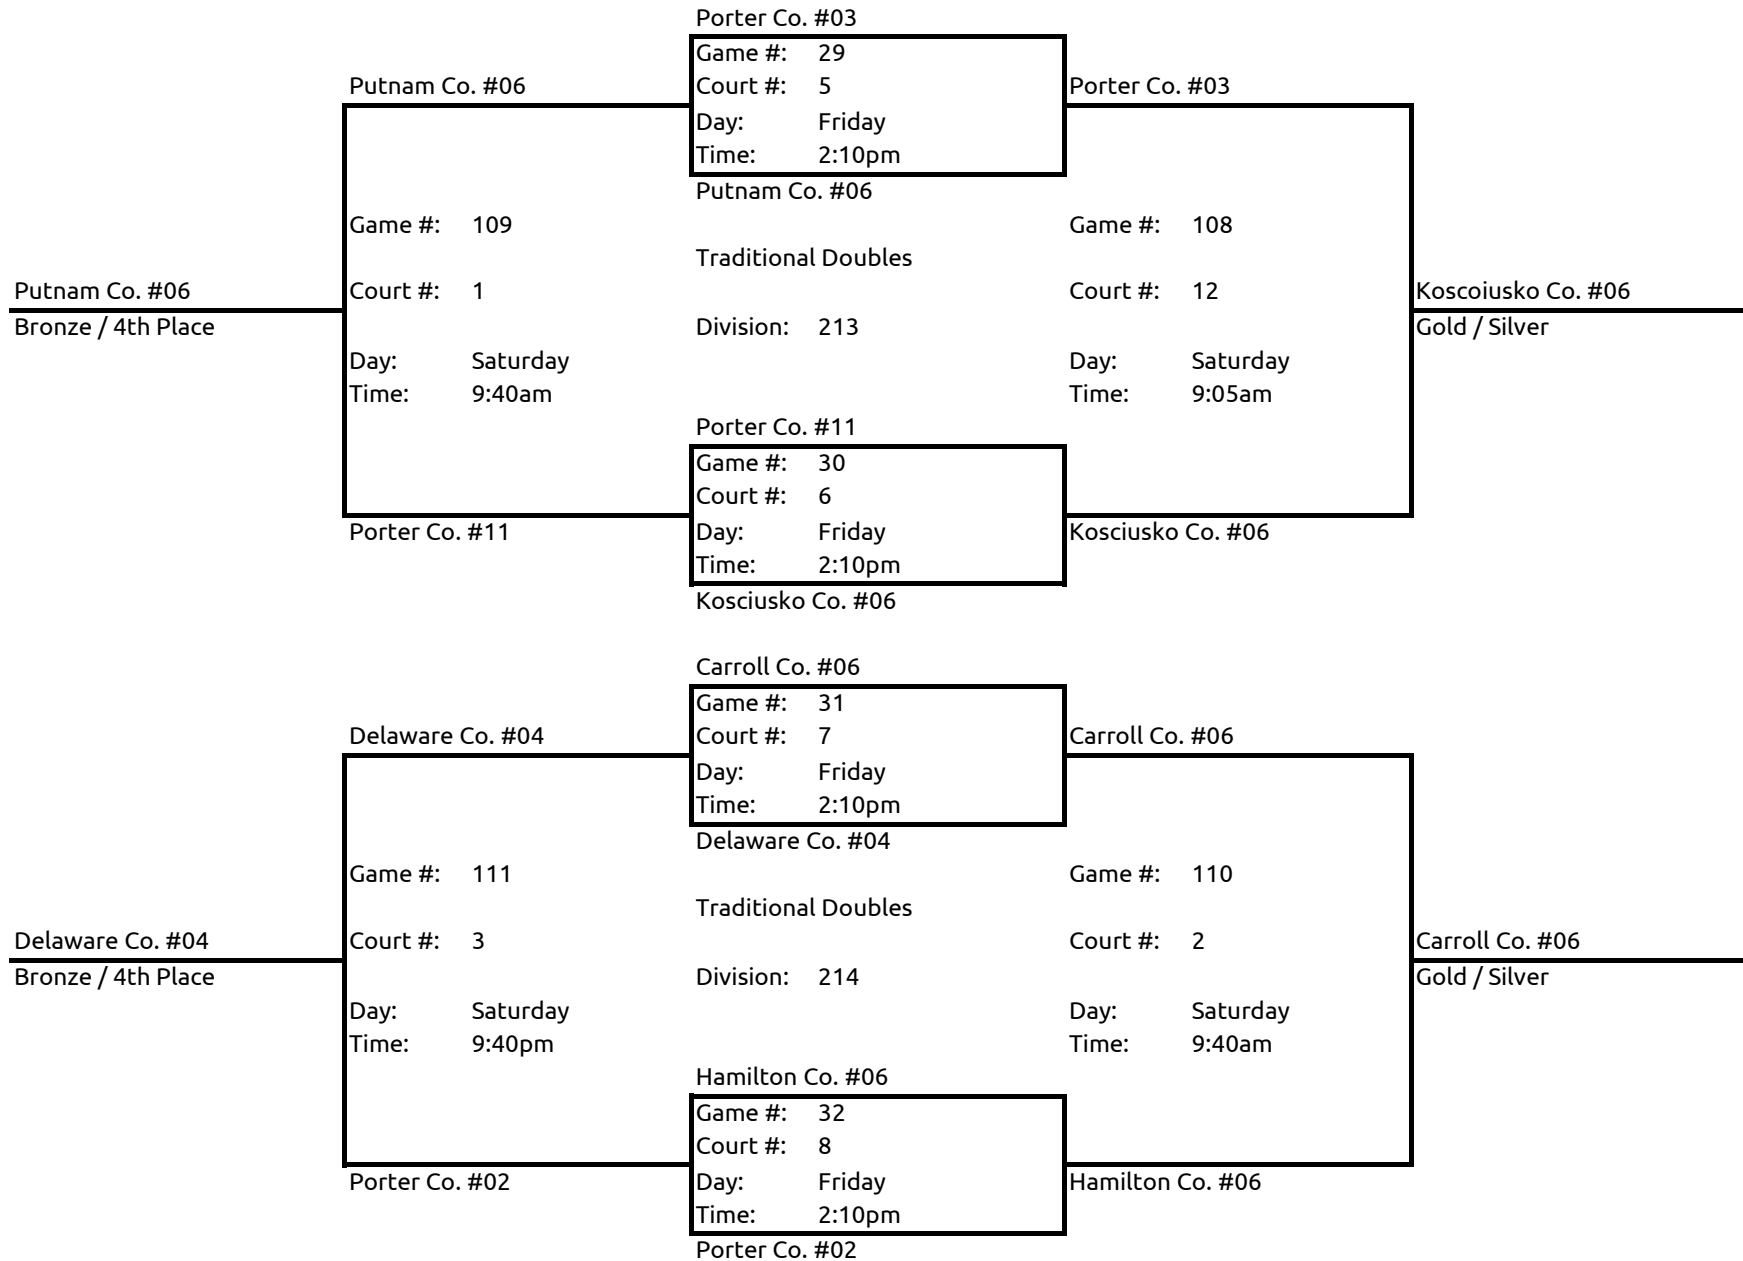 Porter Co. #03
Game #: 29
Putnam Co. #06 Court #: 5 Porter Co. #03
Day: Friday
Time: 2:10pm
Putnam Co. #06
Game #: 109 Game #: 108
Traditional Doubles
Putnam Co. #06 Court #: 1 Court #: 12 Koscoiusko Co. #06
Bronze / 4th Place Division: 213 Gold / Silver
Day: Saturday Day: Saturday
Time: 9:40am Time: 9:05am
Porter Co. #11
Game #: 30
Court #: 6
Porter Co. #11 Day: Friday Kosciusko Co. #06
Time: 2:10pm
Kosciusko Co. #06
Carroll Co. #06
Game #: 31
Delaware Co. #04 Court #: 7 Carroll Co. #06
Day: Friday
Time: 2:10pm
Delaware Co. #04
Game #: 111 Game #: 110
Traditional Doubles
Delaware Co. #04 Court #: 3 Court #: 2 Carroll Co. #06
Bronze / 4th Place Division: 214 Gold / Silver
Day: Saturday Day: Saturday
Time: 9:40pm Time: 9:40am
Hamilton Co. #06
Game #: 32
Court #: 8
Porter Co. #02 Day: Friday Hamilton Co. #06
Time: 2:10pm
Porter Co. #02